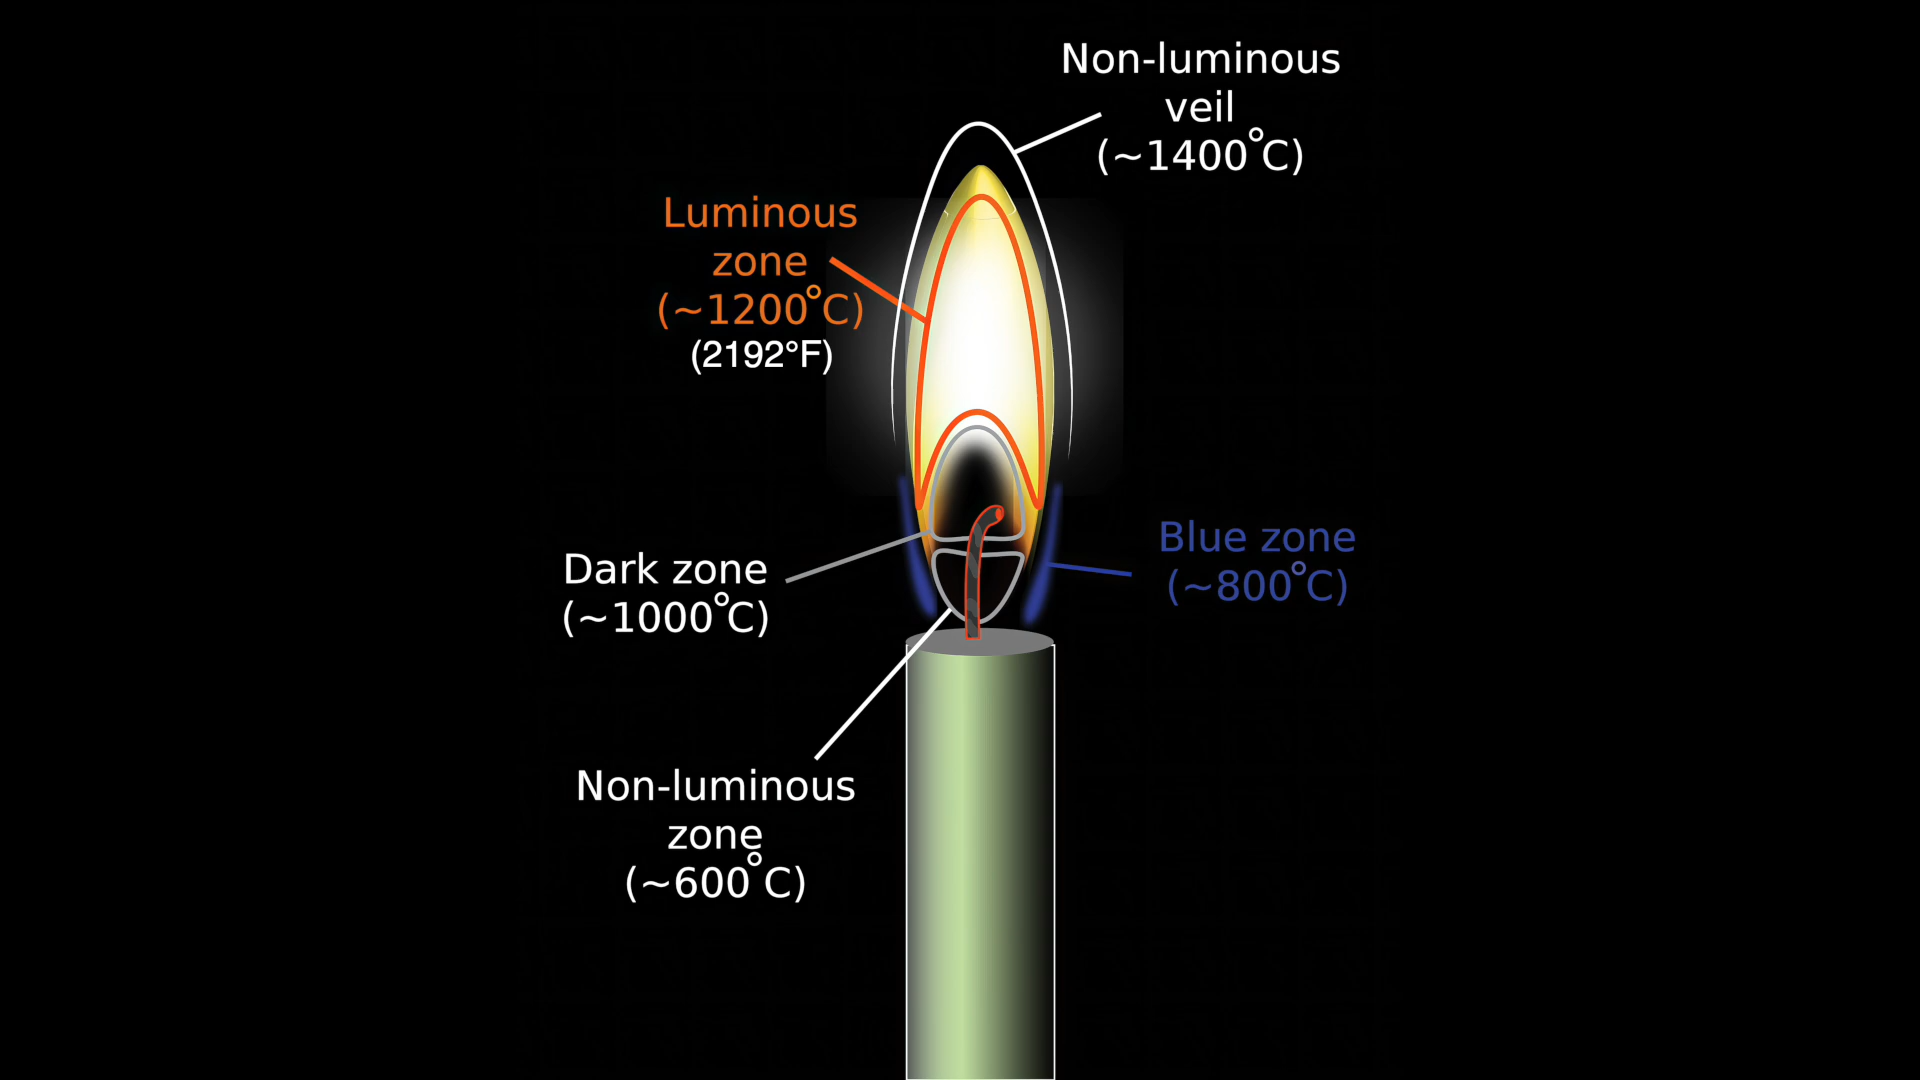 Non-luminous
veil
(~1400°C)
Luminous
zone
(~1200°C)
(2192°F)
Dark zone
(~1000°C)
Blue zone
(~800°C)
Non-luminous
zone
(~600°C)